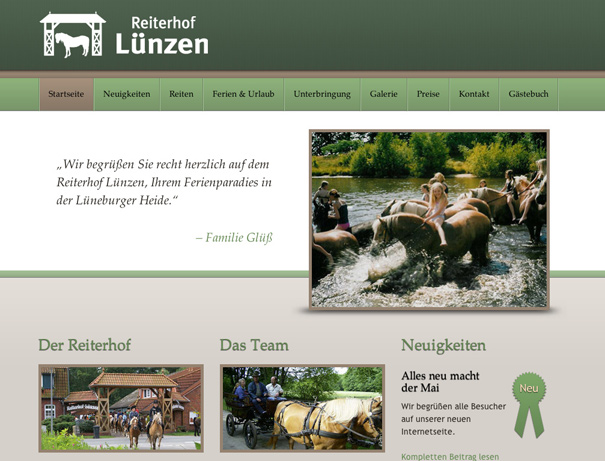 Reiterhof
Lünzen
Startseite Neuigkeiten Reiten Ferien & Urlaub Unterbringung Galerie Preise Kontakt Gästebuch
„Wir begrüßen Sie recht herzlich auf dem
Reiterhof Lünzen, Ihrem Ferienparadies in
der Lüneburger Heide.“
– Familie Glüß
Der Reiterhof
Reiterhof Lünzen
Das Team
Neuigkeiten
Alles neu macht
der Mai
Neu
Wir begrüßen alle Besucher
auf unserer neuen
Internetseite.
Kompletten Beitrag lesen